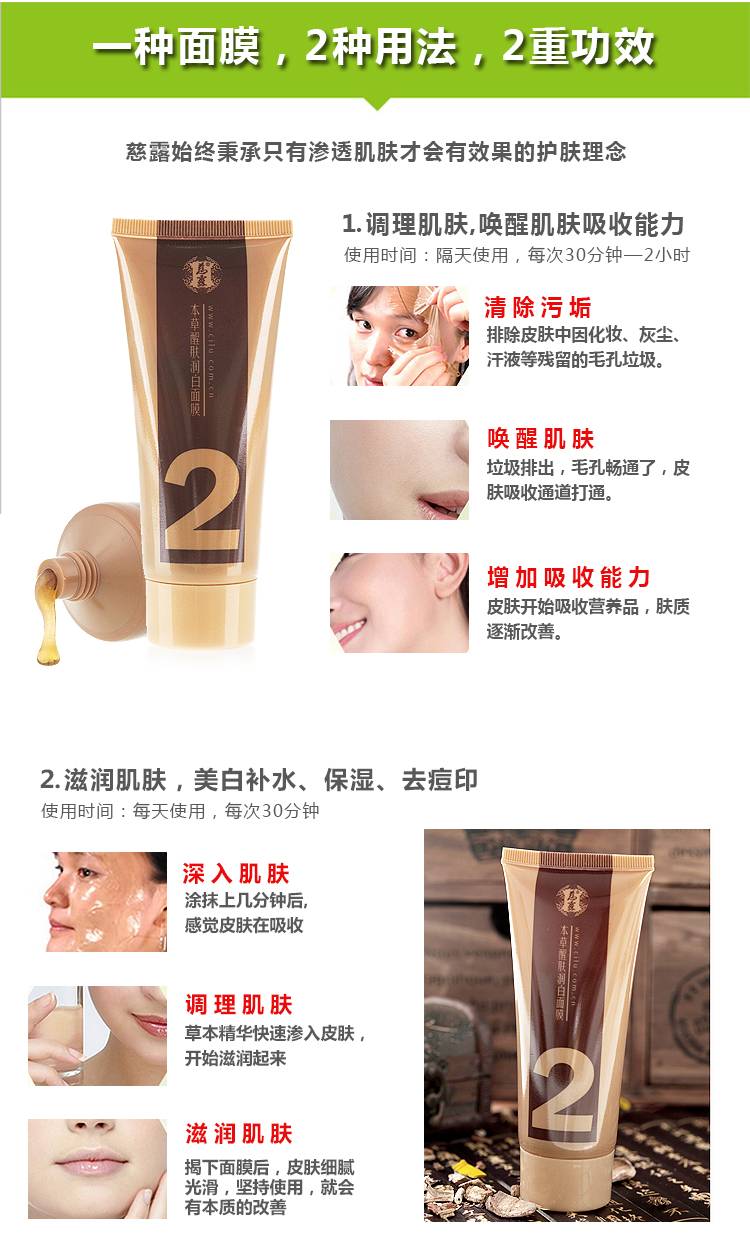 一种面膜，2种用法，2重功效
慈露始终秉承只有渗透肌肤才会有效果的护肤理念
慈露
www.cilu.com.cn
本草醒肤润白面膜
2
1.调理肌肤,唤醒肌肤吸收能力
使用时间：隔天使用，每次30分钟—2小时
清除污垢
排除皮肤中因化妆、灰尘、
汗液等残留的毛孔垃圾。
唤醒肌肤
垃圾排出，毛孔畅通了，皮
肤吸收通道打通。
增加吸收能力
皮肤开始吸收营养品，肤质
逐渐改善。
2.滋润肌肤，美白补水、保湿、去痘印
使用时间：每天使用，每次30分钟
深入肌肤
涂抹上几分钟后,
感觉皮肤在吸收
调理肌肤
草本精华快速渗入皮肤，
开始滋润起来
滋润肌肤
揭下面膜后，皮肤细腻
光滑，坚持使用，就会
有本质的改善
慈露
www.cilu.com.cn
本草醒肤润白面膜
2